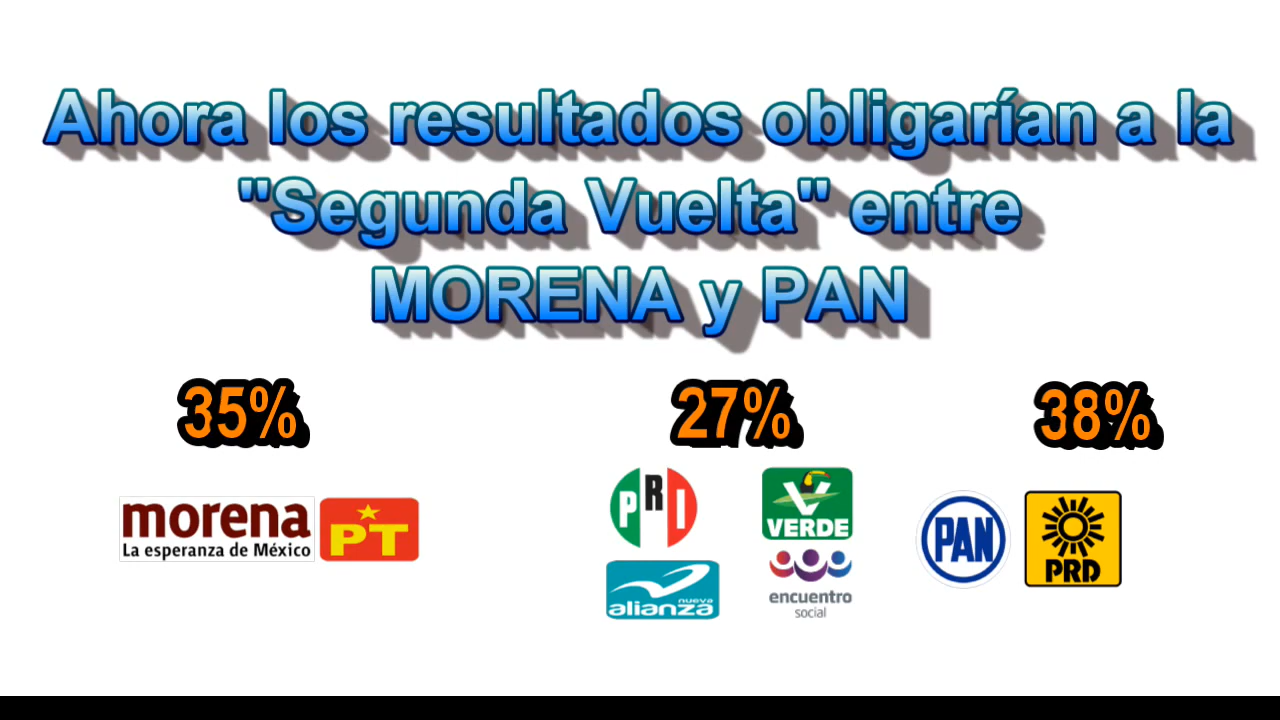 Ahora los resultados obligarían a la
"Segunda Vuelta" entre
MORENA y PAN
35%
27%
38%
morena
La esperanza de México
PT
PRI
VERDE
nueva
alianza
encuentro
social
PAN
PRD